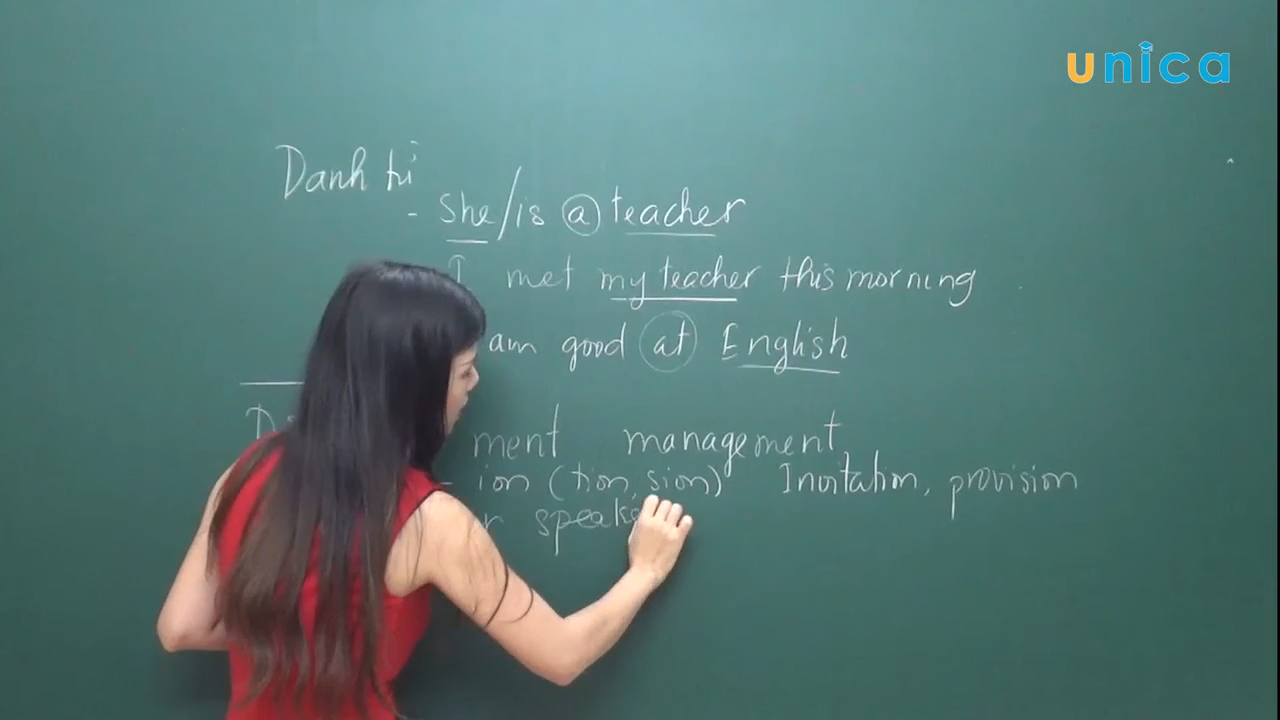 unica
Danh từ
- She/is a teacher
I met my teacher this morning
am good at English
ment management
- ion (tion, sion) Invitation, provision
speake